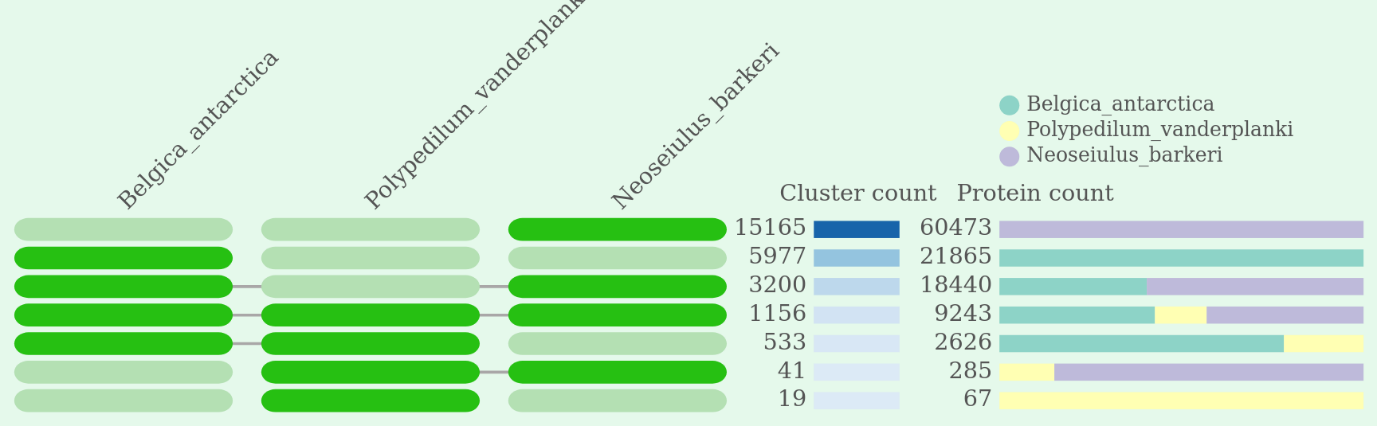 Belgica_antarctica
Polypedilum_vanderplanki
Neoseiulus_barkeri
Belgica_antarctica
Polypedilum_vanderplanki
Neoseiulus_barkeri
Cluster count Protein count
15165 60473
5977 21865
3200 18440
1156 9243
533 2626
41 285
19 67